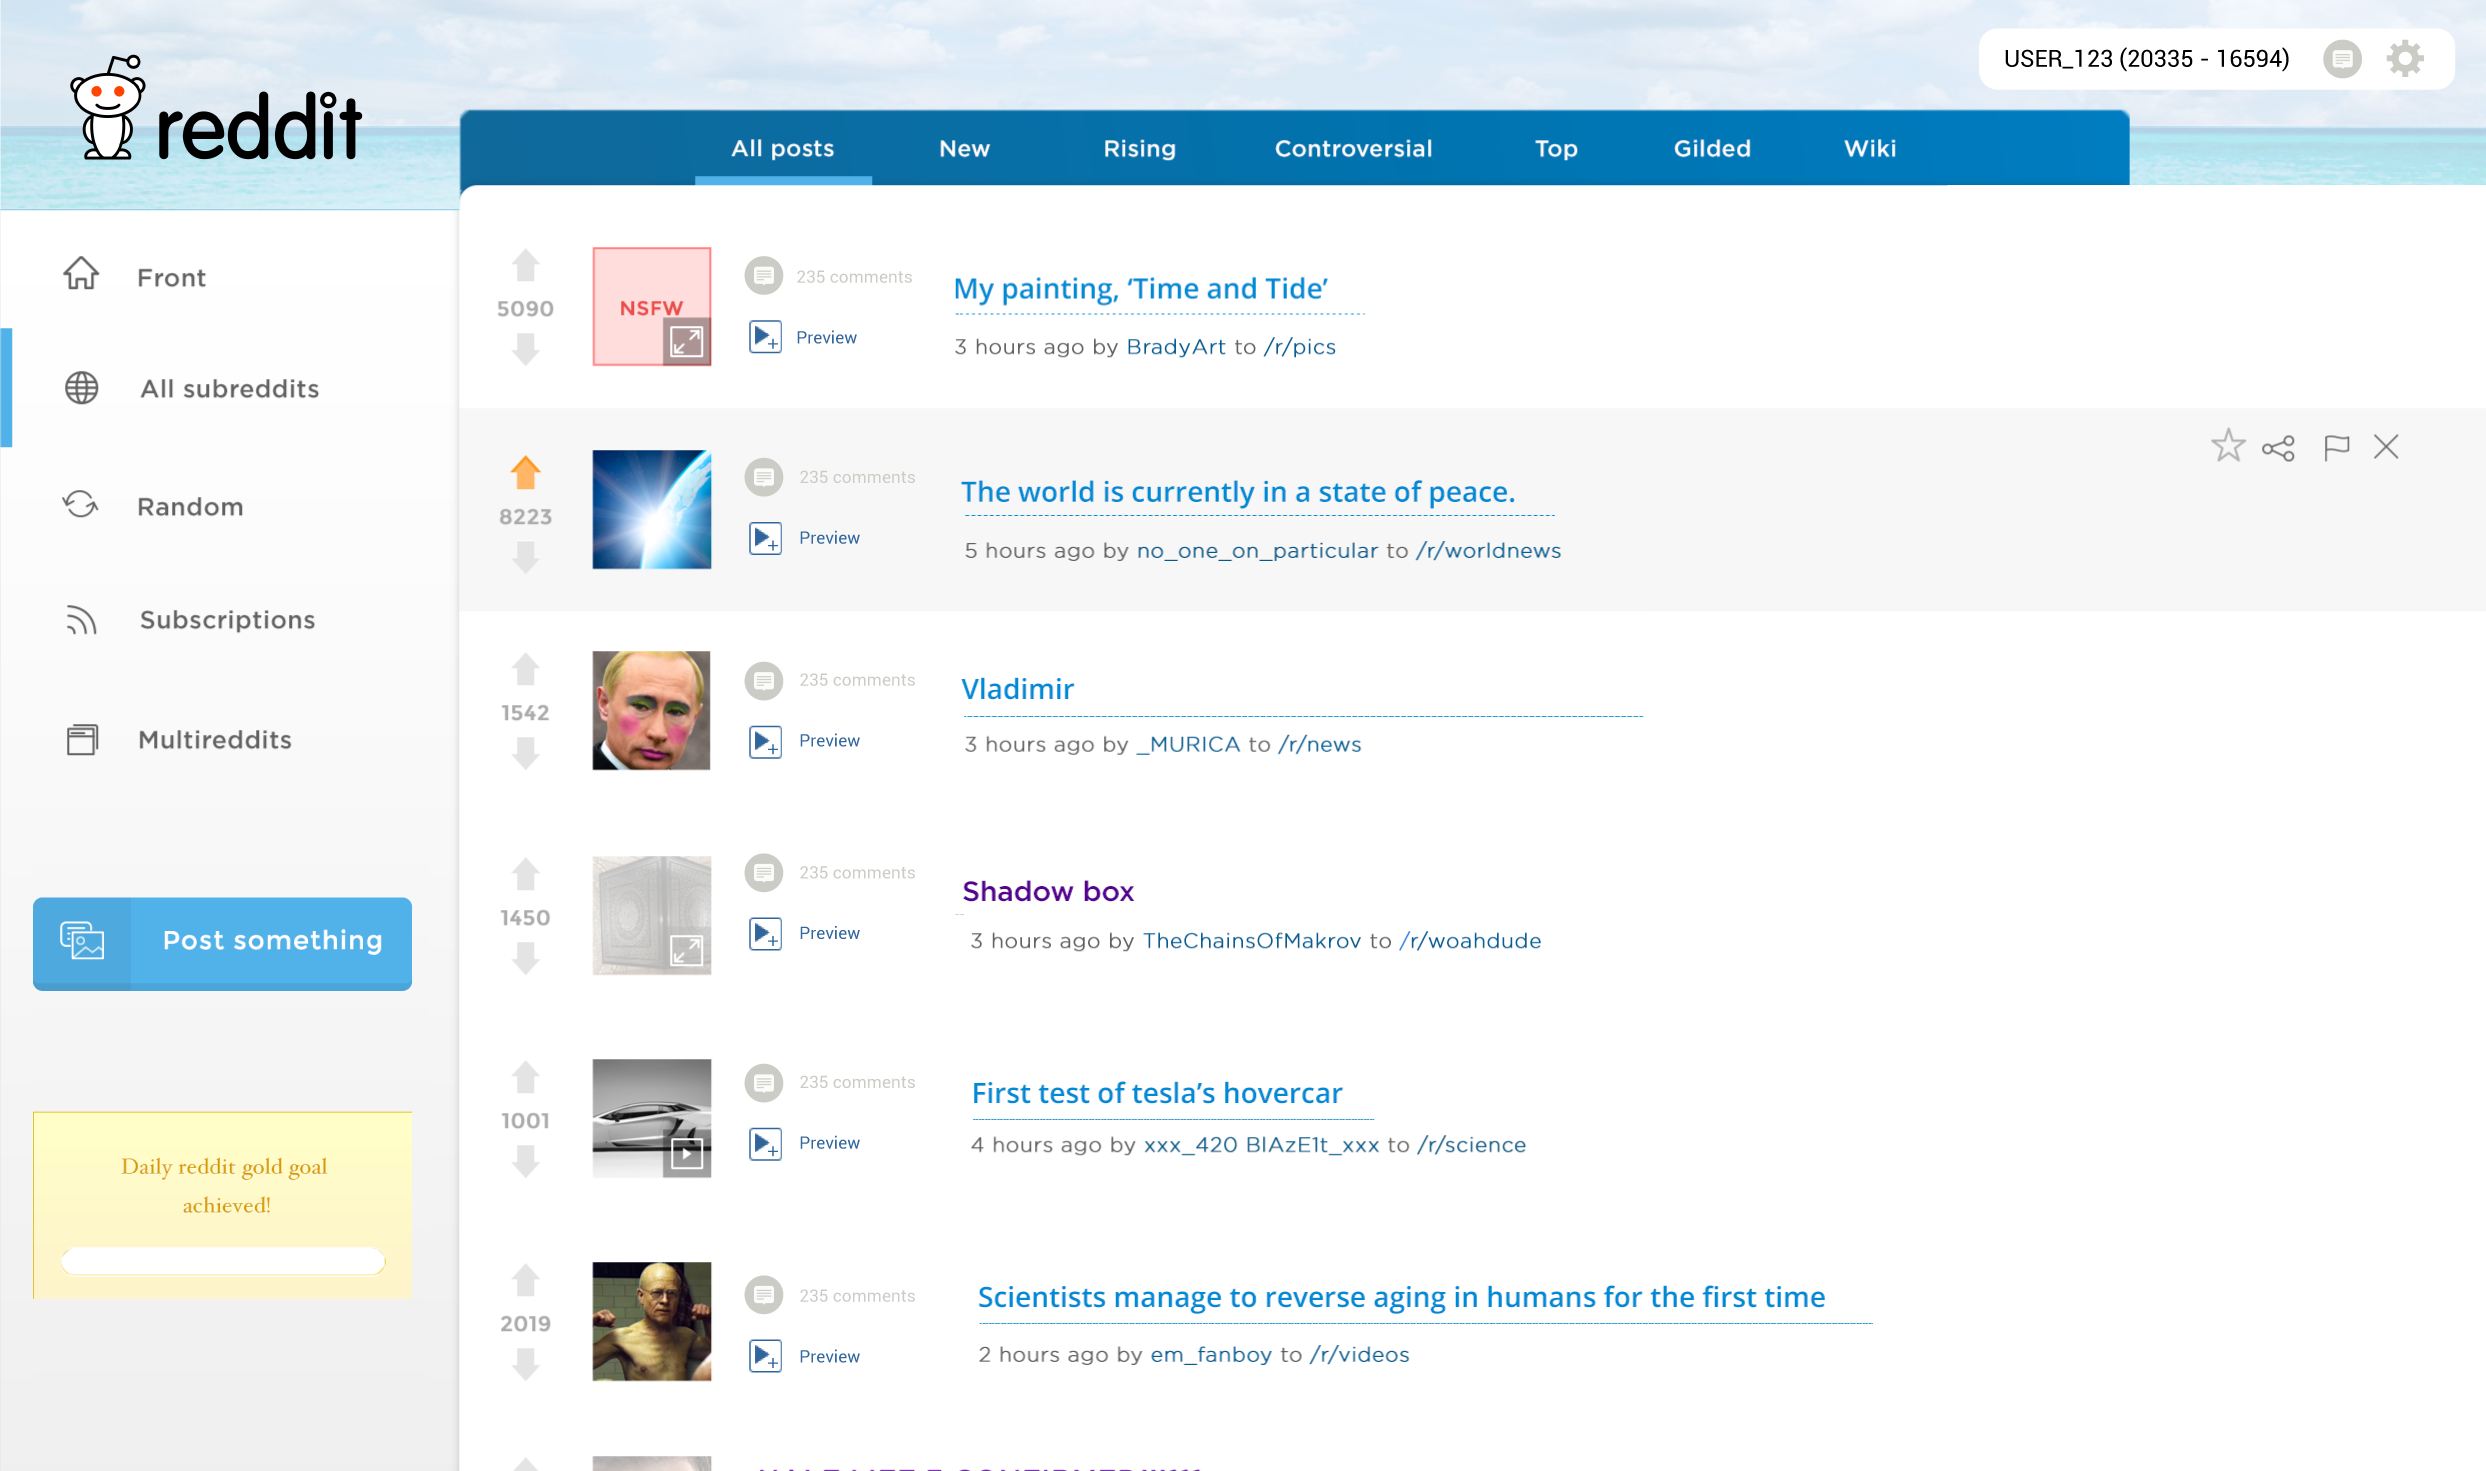 reddit
USER_123 (20335 - 16594)
All posts
New
Rising
Controversial
Top
Gilded
Wiki
Front
All subreddits
Random
Subscriptions
Multireddits
Post something
Daily reddit gold goal
achieved!
5090
NSFW
235 comments
Preview
My painting, ‘Time and Tide’
3 hours ago by BradyArt to /r/pics
8223
235 comments
Preview
The world is currently in a state of peace.
5 hours ago by no_one_on_particular to /r/worldnews
1542
235 comments
Preview
Vladimir
3 hours ago by _MURICA to /r/news
1450
235 comments
Preview
Shadow box
3 hours ago by TheChainsOfMakrov to /r/woahdude
1001
235 comments
Preview
First test of tesla’s hovercar
4 hours ago by xxx_420 BlAzE1t_xxx to /r/science
2019
235 comments
Preview
Scientists manage to reverse aging in humans for the first time
2 hours ago by em_fanboy to /r/videos